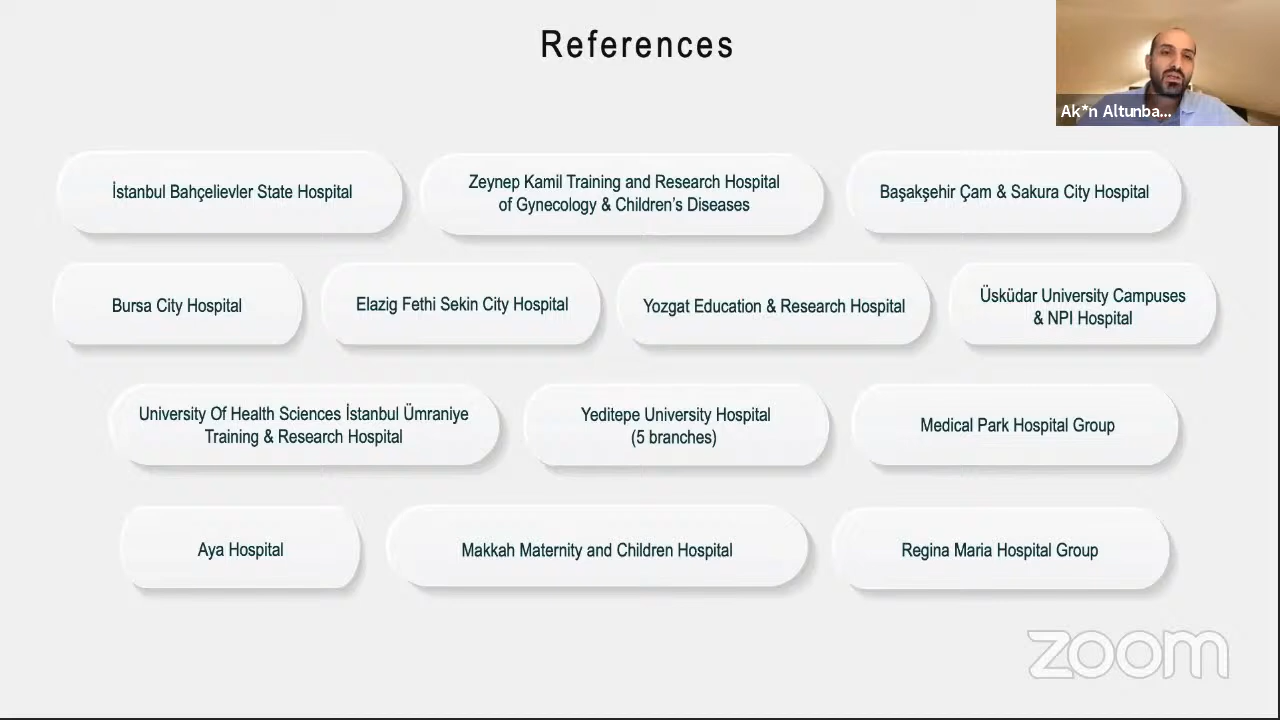 References
Ak*n Altunba...
İstanbul Bahçelievler State Hospital
Zeynep Kamil Training and Research Hospital
of Gynecology & Children's Diseases
Başakşehir Çam & Sakura City Hospital
Bursa City Hospital
Elazig Fethi Sekin City Hospital
Yozgat Education & Research Hospital
Üsküdar University Campuses
& NPI Hospital
University Of Health Sciences İstanbul Ümraniye
Training & Research Hospital
Yeditepe University Hospital
(5 branches)
Medical Park Hospital Group
Aya Hospital
Makkah Maternity and Children Hospital
Regina Maria Hospital Group
zoom